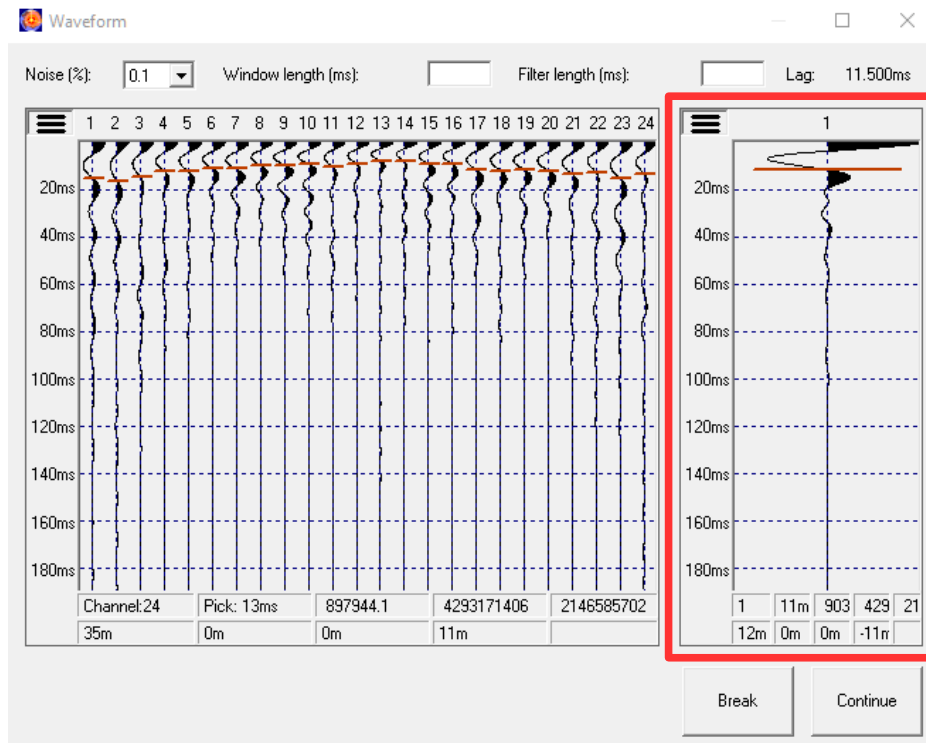 Waveform
Noise (%): 0.1 Window length (ms): Filter length (ms): Lag: 11.500ms
1 2 3 4 5 6 7 8 9 10 11 12 13 14 15 16 17 18 19 20 21 22 23 24
20ms
40ms
60ms
80ms
100ms
120ms
140ms
160ms
180ms
Channel:24 Pick: 13ms 897944.1 4293171406 2146585702
35m 0m 0m 11m
1
20ms
40ms
60ms
80ms
100ms
120ms
140ms
160ms
180ms
1 11m 903 429 21
12m 0m 0m -11
Break Continue